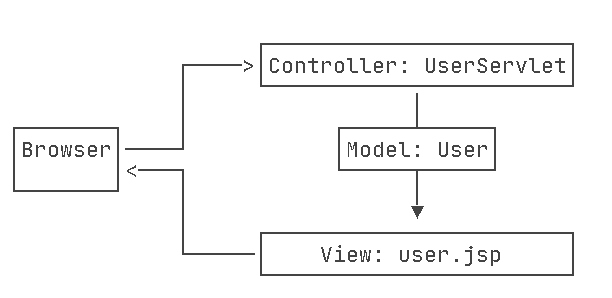 Controller: UserServlet
Browser
Model: User
View: user.jsp